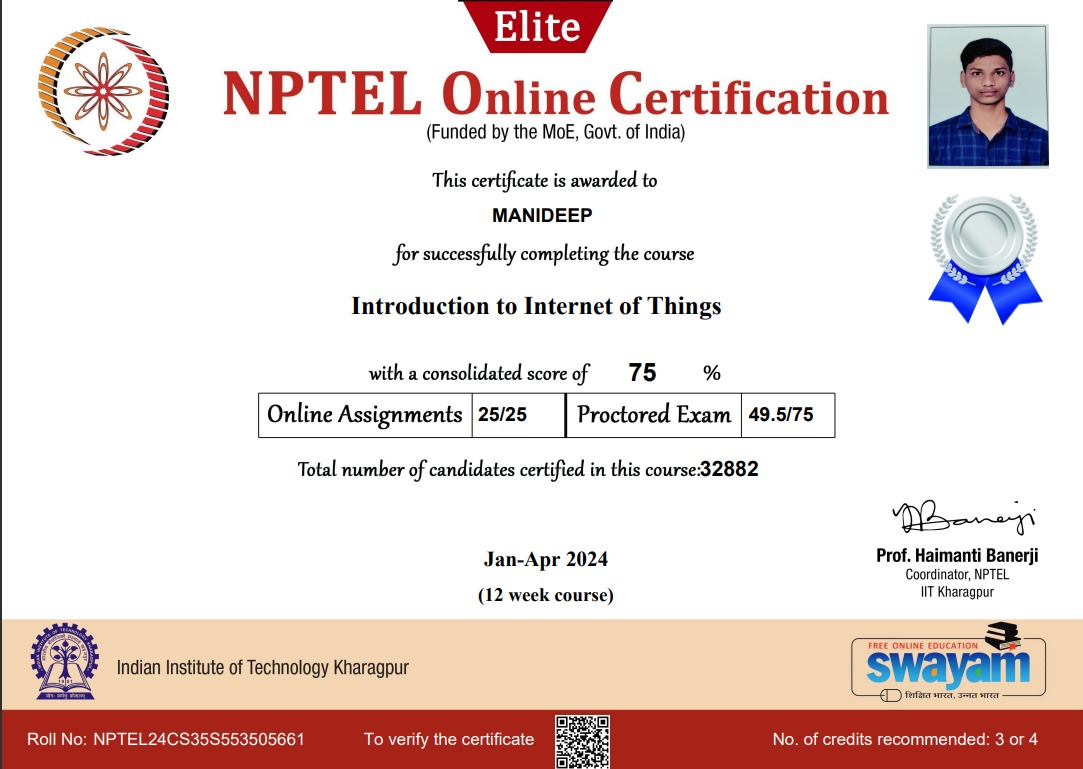 Elite
NPTEL Online Certification
(Funded by the MoE, Govt. of India)
This certificate is awarded to
MANIDEEP
for successfully completing the course
Introduction to Internet of Things
with a consolidated score of 75 %
Online Assignments 25/25 Proctored Exam 49.5/75
Total number of candidates certified in this course:32882
Jan-Apr 2024
(12 week course)
Prof. Haimanti Banerji
Coordinator, NPTEL
IIT Kharagpur
Indian Institute of Technology Kharagpur
FREE ONLINE EDUCATION
swayam
शिक्षित भारत, उन्नत भारत
Roll No: NPTEL24CS35S553505661
To verify the certificate
No. of credits recommended: 3 or 4